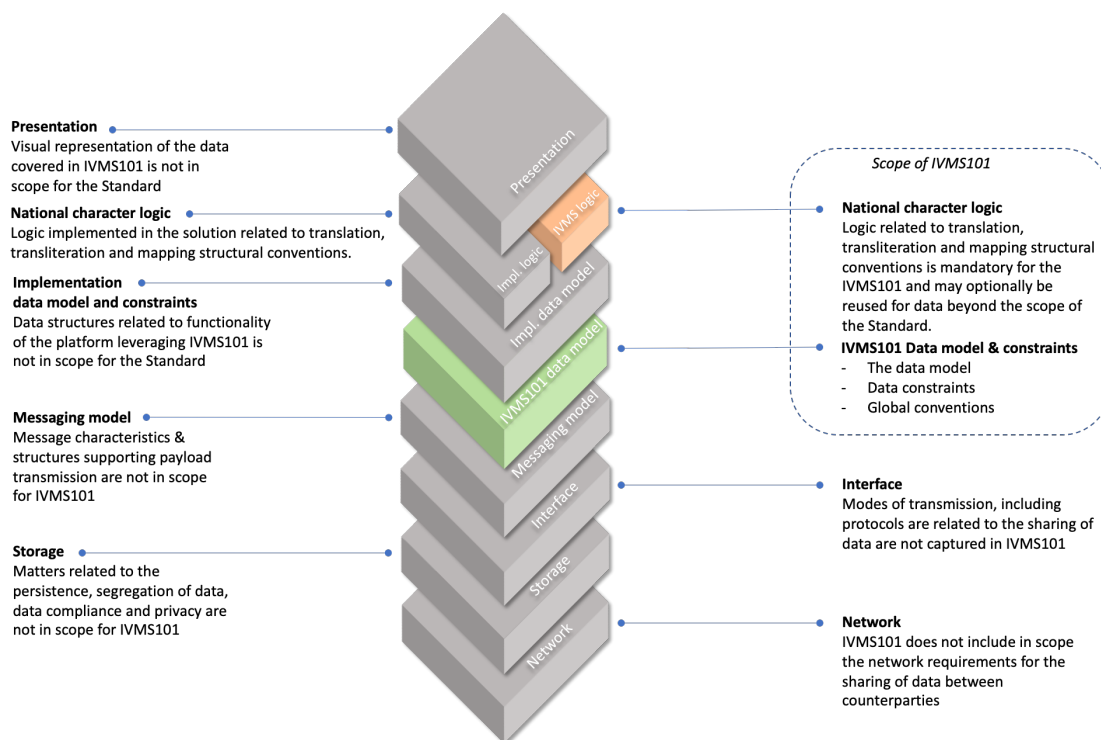 Presentation
Visual representation of the data
covered in IVMS101 is not in
scope for the Standard
National character logic
Logic implemented in the solution related to translation,
transliteration and mapping structural conventions.
Implementation
data model and constraints
Data structures related to functionality
of the platform leveraging IVMS101 is
not in scope for the Standard
Messaging model
Message characteristics &
structures supporting payload
transmission are not in scope
for IVMS101
Storage
Matters related to the
persistence, segregation of data,
data compliance and privacy are
not in scope for IVMS101
Presentation
IVMS logic
Impl. logic
Impl. data model
IVMS101 data model
Messaging model
Interface
Storage
Network
Scope of IVMS101
National character logic
Logic related to translation,
transliteration and mapping structural
conventions is mandatory for the
IVMS101 and may optionally be
reused for data beyond the scope of
the Standard.
IVMS101 Data model & constraints
- The data model
- Data constraints
- Global conventions
Interface
Modes of transmission, including
protocols are related to the sharing of
data are not captured in IVMS101
Network
IVMS101 does not include in scope
the network requirements for the
sharing of data between
counterparties